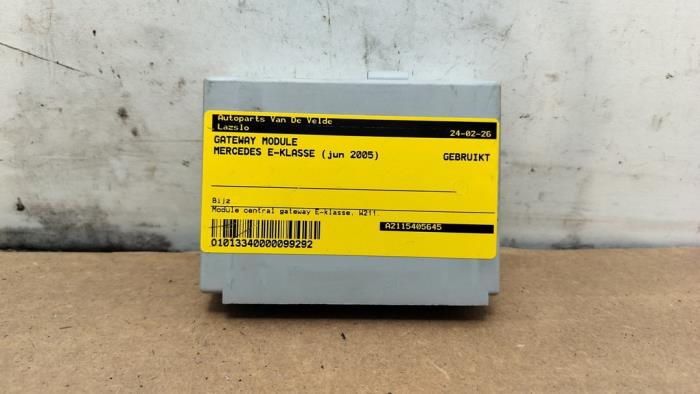 Autoparts Van De Velde
Lazslo
24-02-26
GATEWAY MODULE
MERCEDES E-KLASSE (jun 2005)
GEBRUIKT
Bijz
Module central gateway E-klasse, W211.
A2115405645
01013340000099292